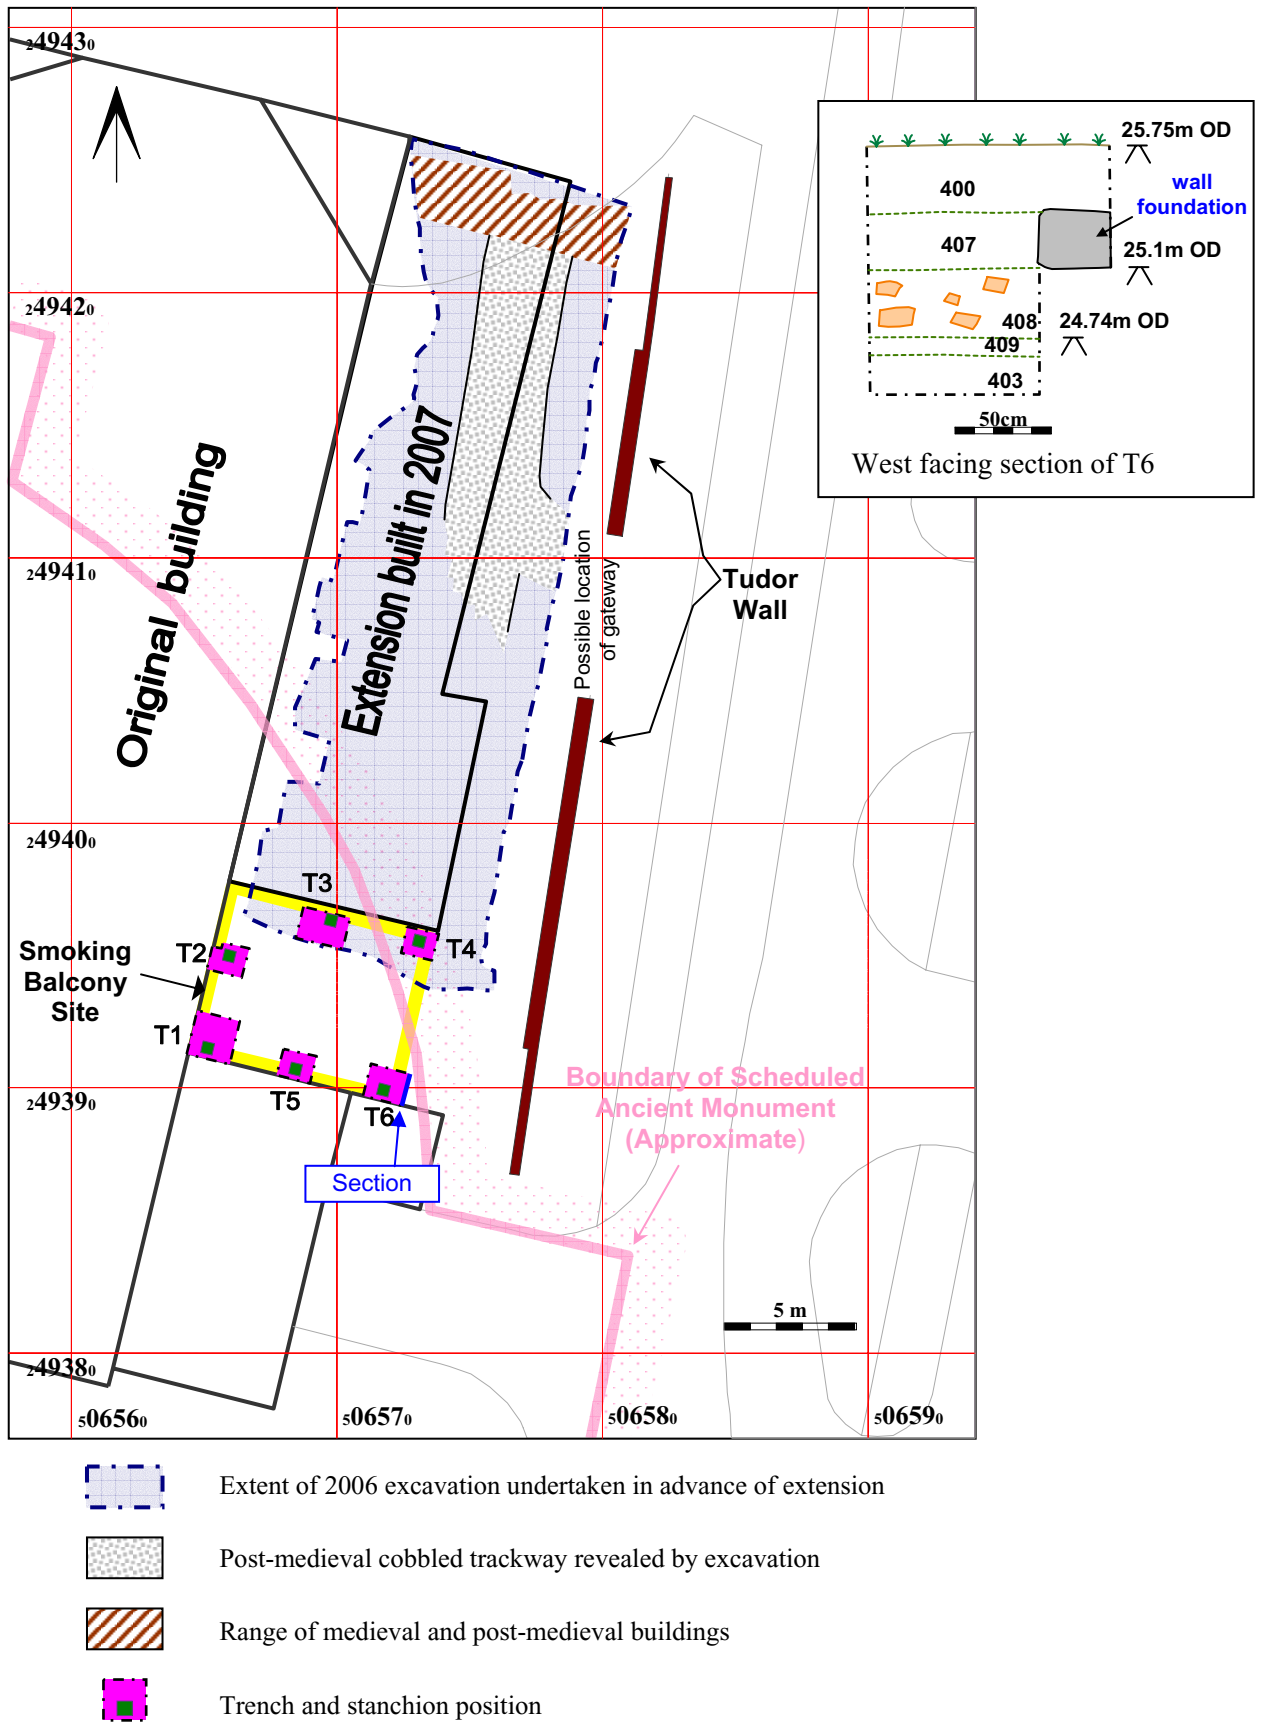 249430
25.75m OD
400
wall
foundation
407
25.1m OD
408
24.74m OD
409
403
50cm
West facing section of T6
249420
Original building
Extension built in 2007
Possible location
of gateway
249410
Tudor
Wall
249400
T3
T2
T4
Smoking
Balcony
Site
T1
T5
T6
249390
Boundary of Scheduled
Ancient Monument
(Approximate)
Section
5 m
249380
506560
506570
506580
506590
Extent of 2006 excavation undertaken in advance of extension
Post-medieval cobbled trackway revealed by excavation
Range of medieval and post-medieval buildings
Trench and stanchion position